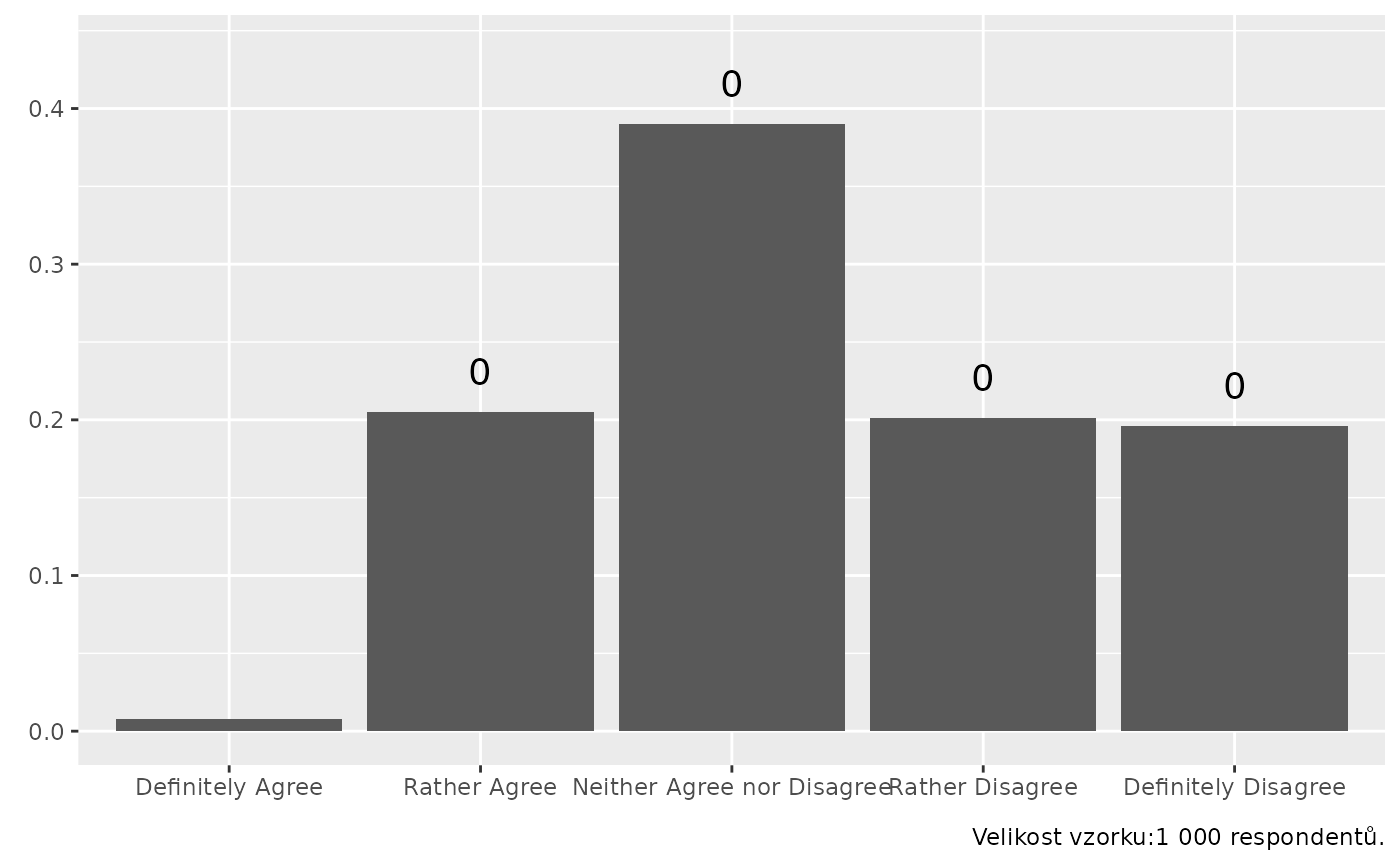 0.4
0.3
0.2
0.1
0.0
0
0
0
0
Definitely Agree
Rather Agree
Neither Agree nor Disagree
Rather Disagree
Definitely Disagree
Velikost vzorku:1 000 respondentů.